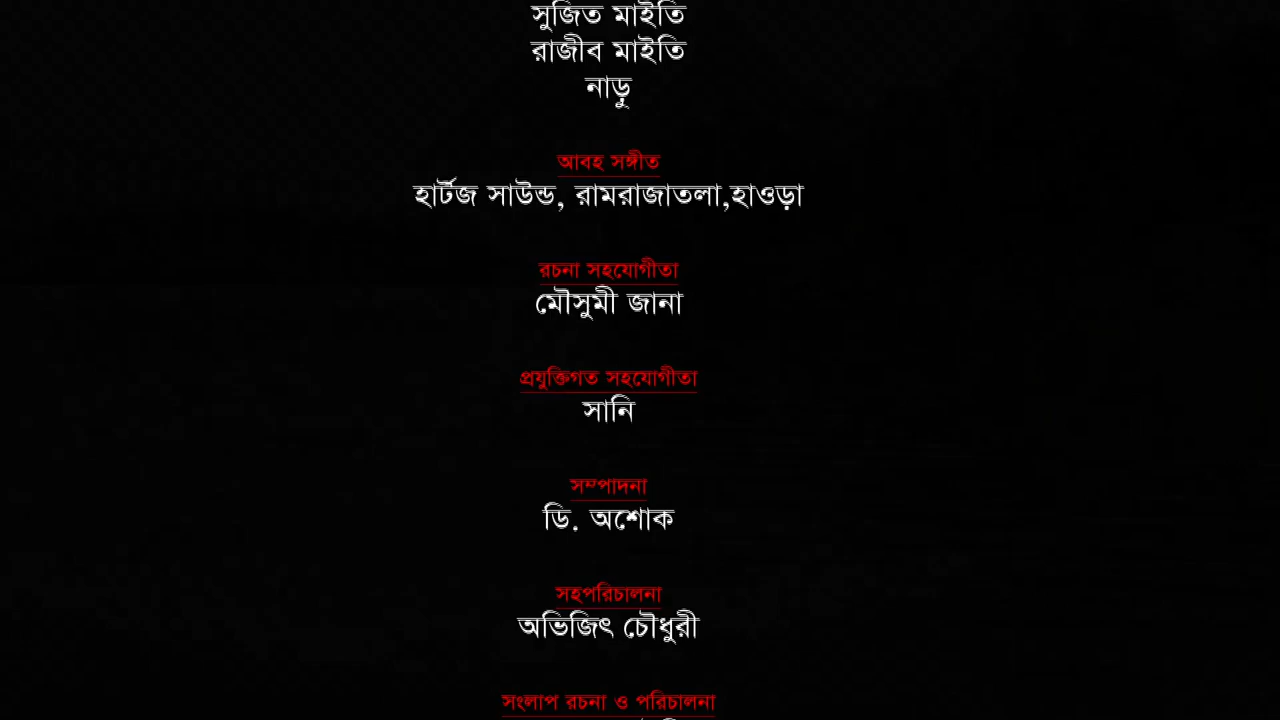 সুজিত মাইতি
রাজীব মাইতি
নাড়ু
আবহ সঙ্গীত
হার্টজ সাউন্ড, রামরাজাতলা,হাওড়া
রচনা সহযোগীতা
মৌসুমী জানা
প্রযুক্তিগত সহযোগীতা
সানি
সম্পাদনা
ডি. অশোক
সহপরিচালনা
অভিজিৎ চৌধুরী
সংলাপ রচনা ও পরিচালনা